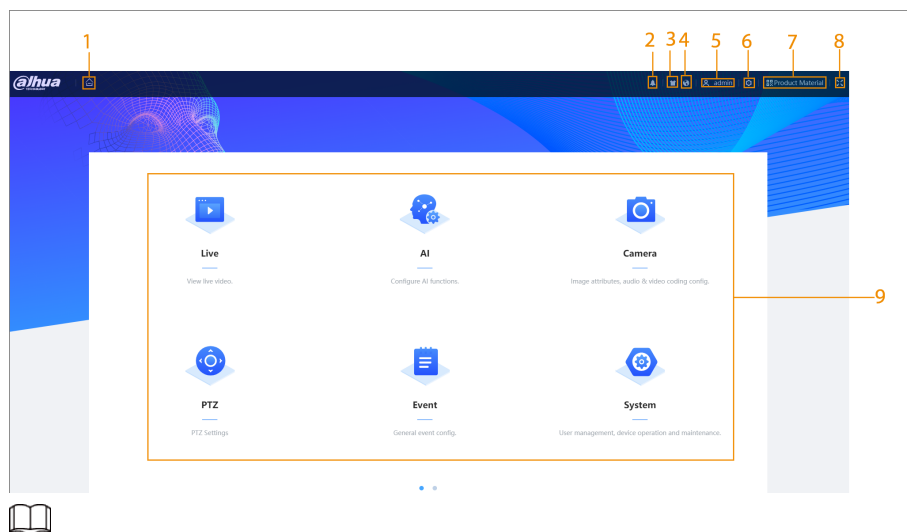 1 2 3 4 5 6 7 8
alhua admin Product Material
9
Live AI Camera
View live video. Configure AI functions. Image attributes, audio & video coding config.
PTZ Event System
PTZ Settings General event config. User management, device operation and maintenance.